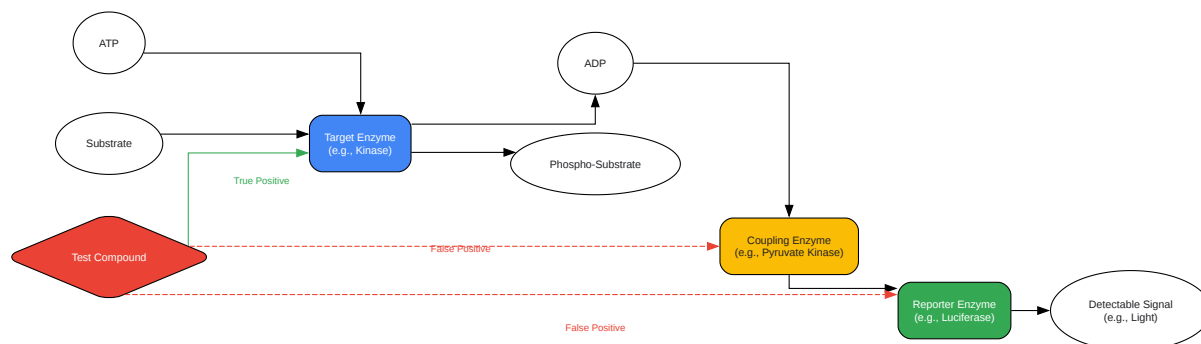 ATP
ADP
Substrate
Target Enzyme
(e.g., Kinase)
Phospho-Substrate
True Positive
Test Compound
False Positive
Coupling Enzyme
(e.g., Pyruvate Kinase)
Reporter Enzyme
(e.g., Luciferase)
Detectable Signal
(e.g., Light)
False Positive